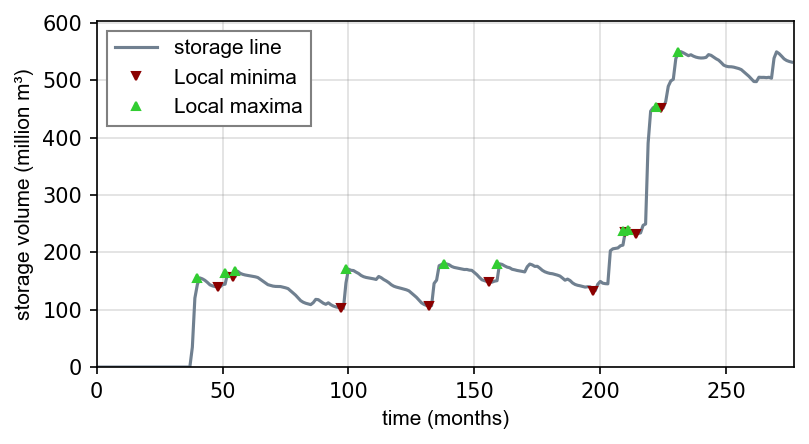 600
500
400
300
200
100
0
storage volume (million m³)
storage line
Local minima
Local maxima
0 50 100 150 200 250
time (months)